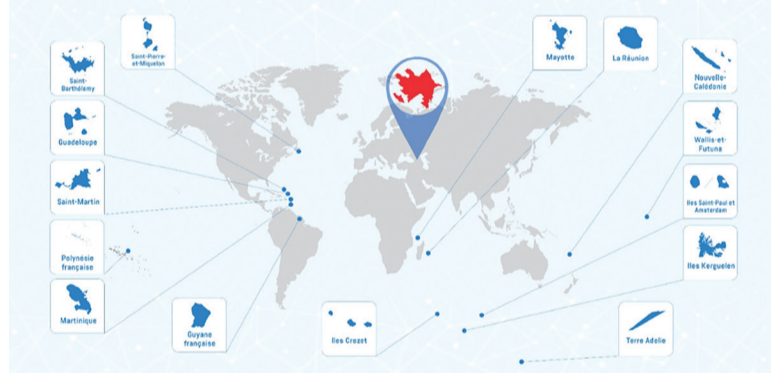 Saint-Pierre-
et-Miquelon
Mayotte
La Réunion
Saint-
Barthélemy
Nouvelle-
Calédonie
Guadeloupe
Wallis-et-
Futuna
Saint-Martin
Iles Saint-Paul et
Amsterdam
Polynésie
française
Iles Kerguelen
Martinique
Guyane
française
Iles Crozet
Terre Adelie